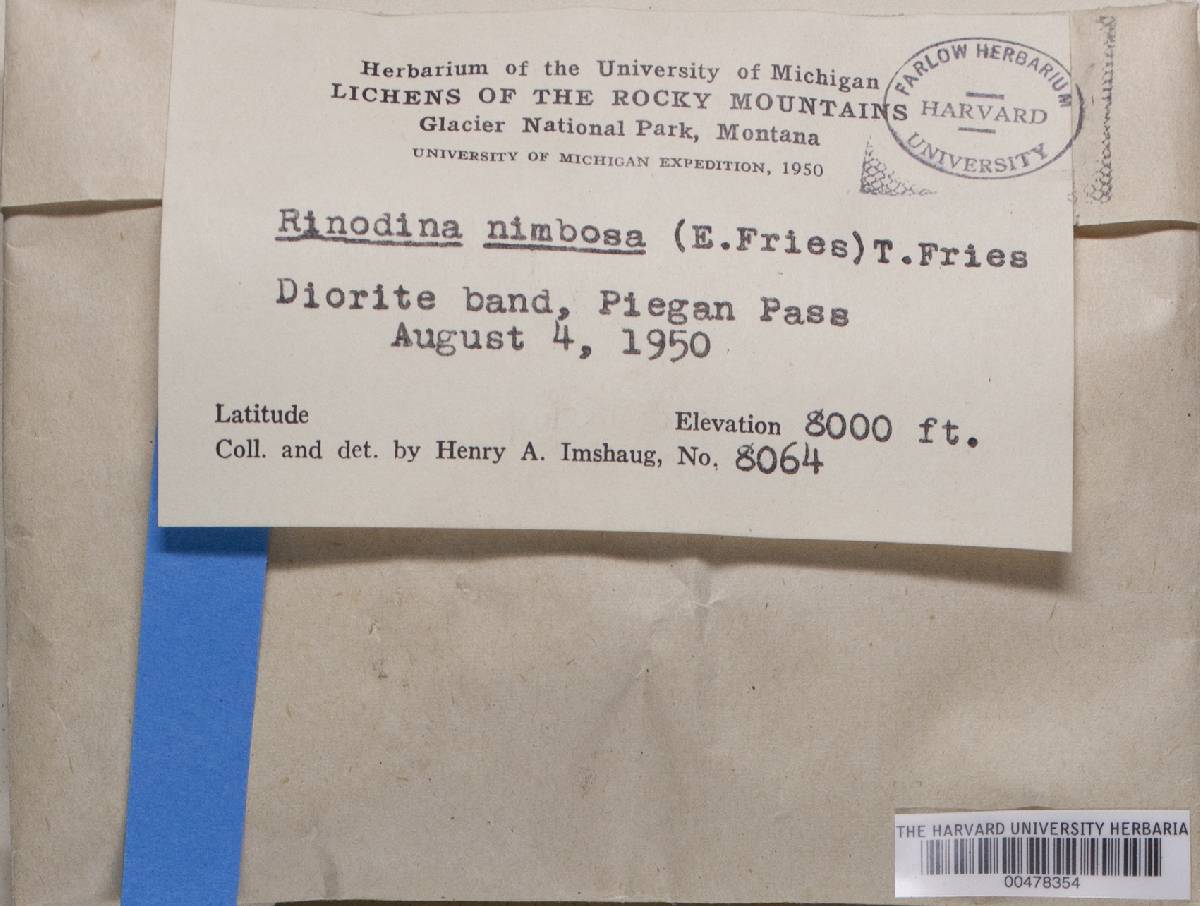 Herbarium of the University of Michigan
LICHENS OF THE ROCKY MOUNTAINS
Glacier National Park, Montana
UNIVERSITY OF MICHIGAN EXPEDITION, 1950
FARLOW HERBARIUM
HARVARD
UNIVERSITY
Rinodina nimbosa (E.Fries)T.Fries
Diorite band, Piegan Pass
August 4, 1950
Latitude Elevation 8000 ft.
Coll. and det. by Henry A. Imshaug, No. 8064
THE HARVARD UNIVERSITY HERBARIA
00478354